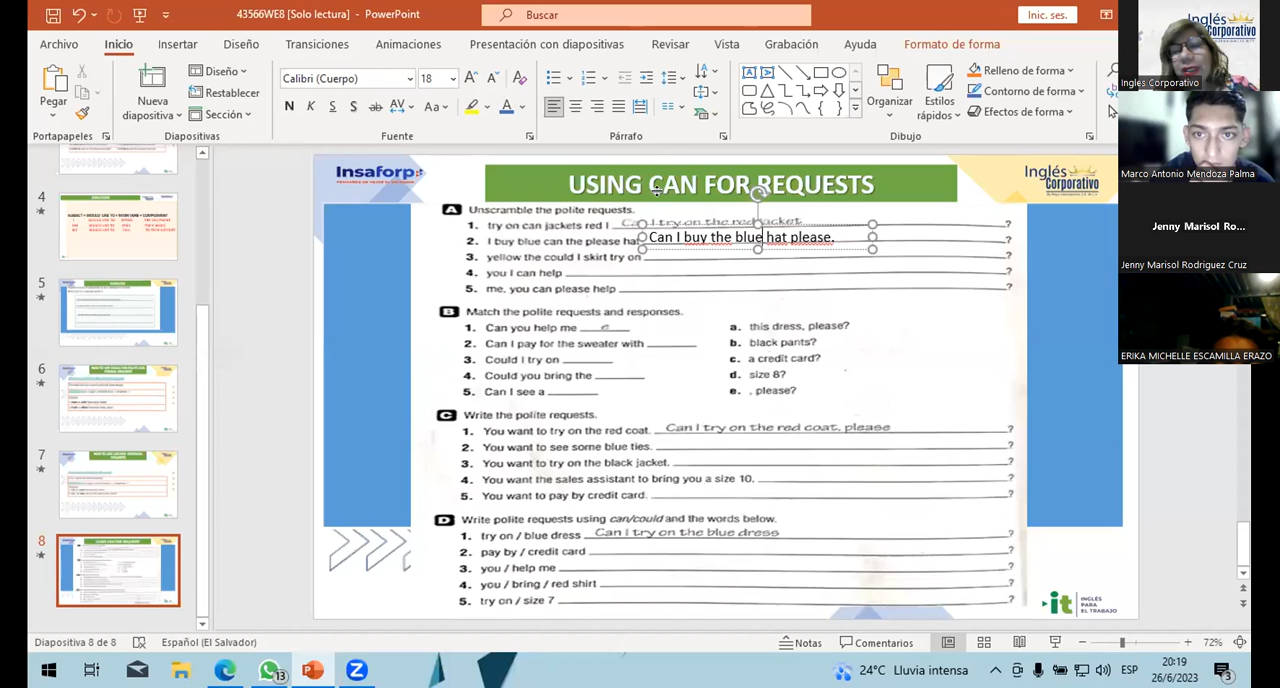 43566WE8 [Solo lectura] - PowerPoint
Buscar
Inic. ses.
Archivo Inicio Insertar Diseño Transiciones Animaciones Presentación con diapositivas Revisar Vista Grabación Ayuda Formato de forma
Pegar
Nueva diapositiva
Diseño
Restablecer
Sección
Calibri (Cuerpo) 18
N K S S ab AV Aa A
Organizar
Estilos rápidos
Relleno de forma
Contorno de forma
Efectos de forma
Portapapeles Diapositivas Fuente Párrafo Dibujo
Inglés Corporativo
Ingles Corporativo
Marco Antonio Mendoza Palma
Jenny Marisol Ro...
Jenny Marisol Rodriguez Cruz
ERIKA MICHELLE ESCAMILLA ERAZO
4
5
6
7
8
Insaforp
USING CAN FOR REQUESTS
Inglés Corporativo
A Unscramble the polite requests.
1. try on can jackets red I Can I try on the red jacket ?
2. I buy blue can the please hat Can I buy the blue hat please. ?
3. yellow the could I skirt try on ?
4. you I can help ?
5. me, you can please help ?
B Match the polite requests and responses.
1. Can you help me e
2. Can I pay for the sweater with
3. Could I try on
4. Could you bring the
5. Can I see a
a. this dress, please?
b. black pants?
c. a credit card?
d. size 8?
e. . please?
C Write the polite requests.
1. You want to try on the red coat. Can I try on the red coat, please ?
2. You want to see some blue ties. ?
3. You want to try on the black jacket. ?
4. You want the sales assistant to bring you a size 10. ?
5. You want to pay by credit card. ?
D Write polite requests using can/could and the words below.
1. try on / blue dress Can I try on the blue dress ?
2. pay by / credit card ?
3. you / help me ?
4. you / bring / red shirt ?
5. try on / size 7 ?
it INGLÉS PARA EL TRABAJO
Diapositiva 8 de 8 Español (El Salvador) Notas Comentarios 72%
13
24°C Lluvia intensa ESP
20:19
26/6/2023
3